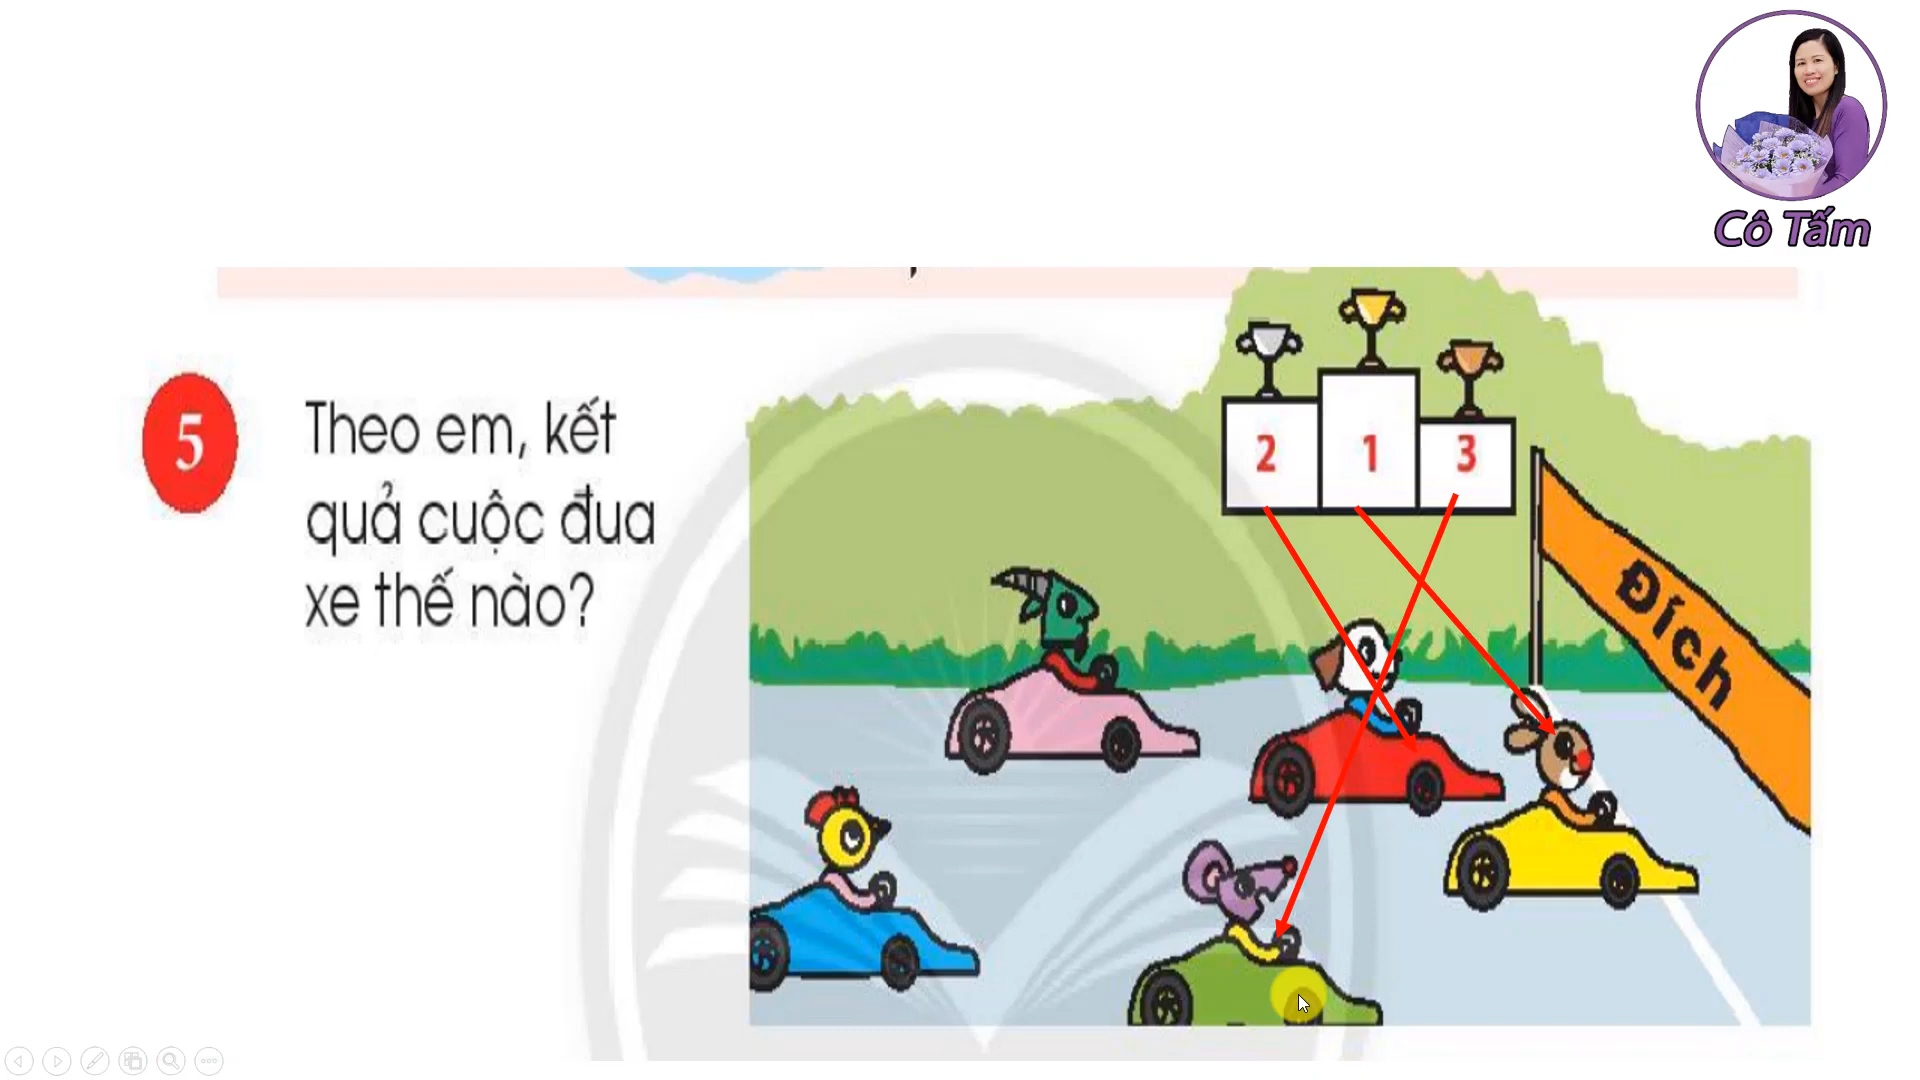 Cô Tấm
5
Theo em, kết
quả cuộc đua
xe thế nào?
2 1 3
Đích